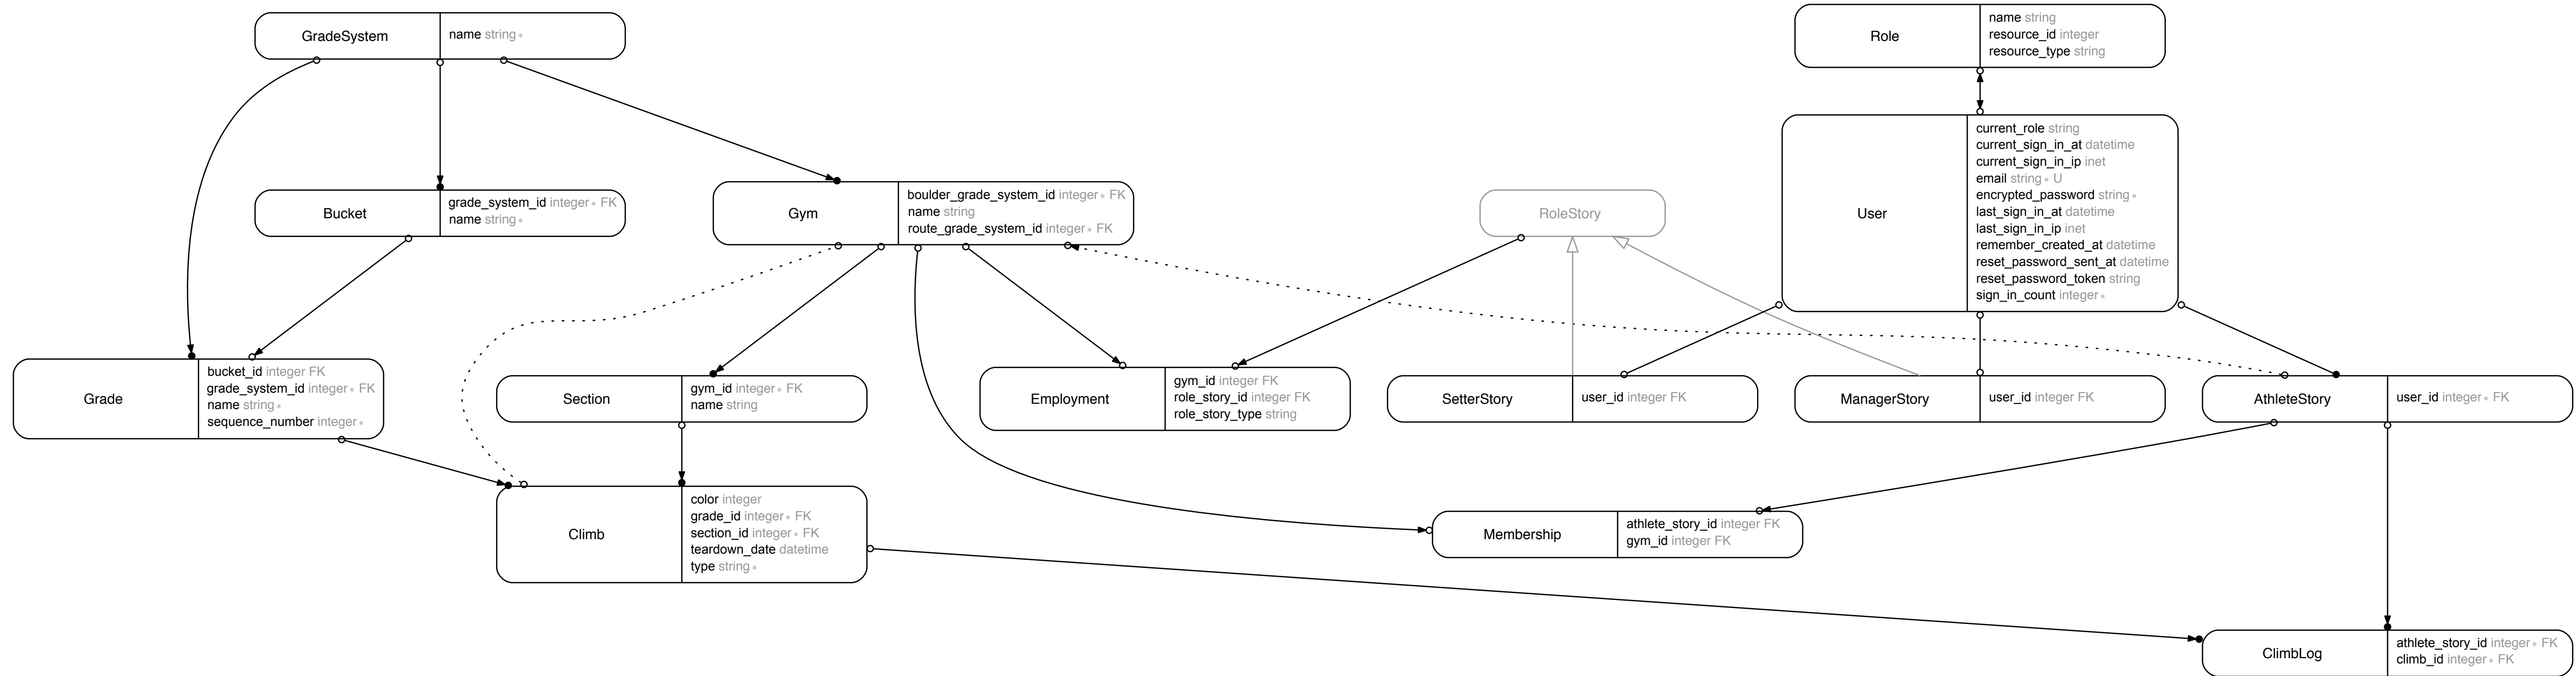 GradeSystem
name string*
Role
name string
resource_id integer
resource_type string
Bucket
grade_system_id integer* FK
name string*
Gym
boulder_grade_system_id integer* FK
name string
route_grade_system_id integer* FK
RoleStory
User
current_role string
current_sign_in_at datetime
current_sign_in_ip inet
email string* U
encrypted_password string*
last_sign_in_at datetime
last_sign_in_ip inet
remember_created_at datetime
reset_password_sent_at datetime
reset_password_token string
sign_in_count integer*
Grade
bucket_id integer FK
grade_system_id integer* FK
name string*
sequence_number integer*
Section
gym_id integer* FK
name string
Employment
gym_id integer FK
role_story_id integer FK
role_story_type string
SetterStory
user_id integer FK
ManagerStory
user_id integer FK
AthleteStory
user_id integer* FK
Climb
color integer
grade_id integer* FK
section_id integer* FK
teardown_date datetime
type string*
Membership
athlete_story_id integer FK
gym_id integer FK
ClimbLog
athlete_story_id integer* FK
climb_id integer* FK